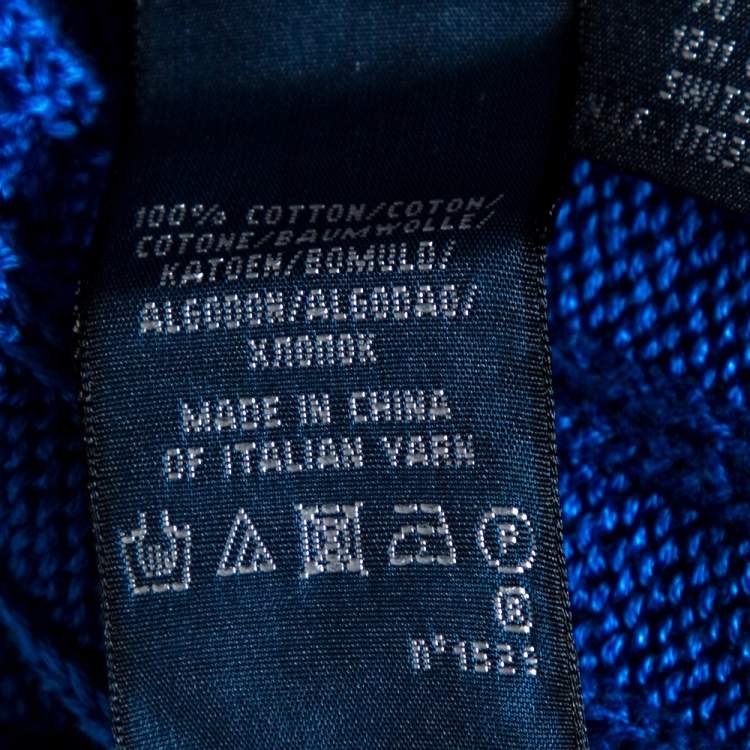 100% COTTON/COTON/
COTONE/BAUMWOLLE/
KATOEN/BOMULD/
ALGODON/ALGODAO/
ХЛОПОК
MADE IN CHINA
OF ITALIAN YARN
P
R